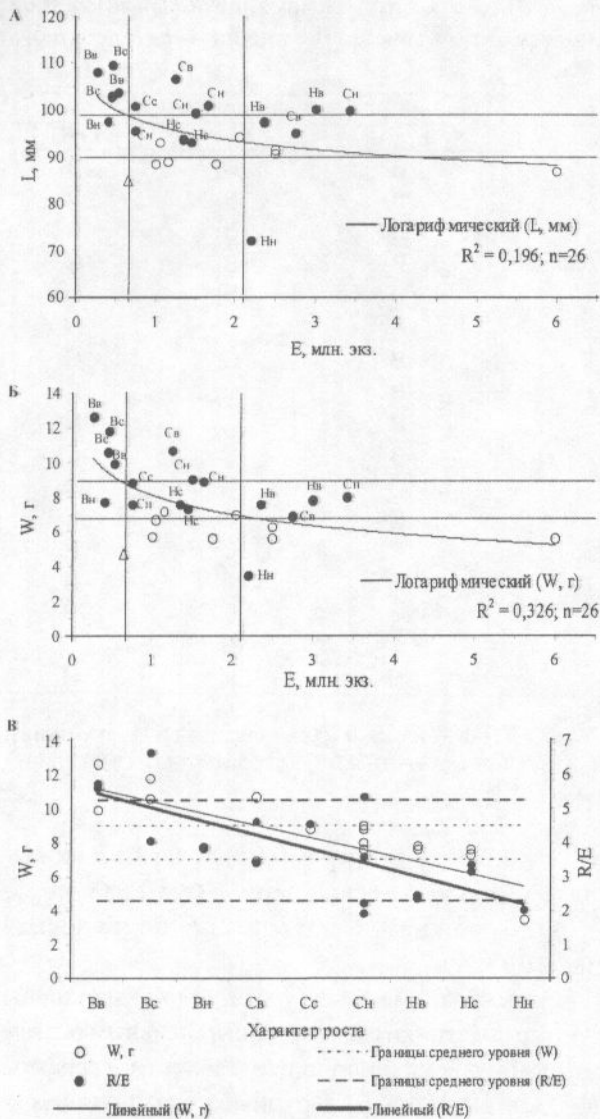 А
120
110
100
90
80
70
60
L, мм
0 1 2 3 4 5 6
E, млн. экз.
Вв Вс
Вс Вв
Вн
Сс
Сн
Св
Сн Сн
Нс Нс
Нв
Св
Нв
Сн
Нн
Логарифмический (L, мм)
R² = 0,196; n=26
Б
14
12
10
8
6
4
2
0
W, г
0 1 2 3 4 5 6
E, млн. экз.
Вв
Вс
Вс
Вв
Вн
Сс
Сн
Св
Сн Сн
Нс
Нс
Нв
Св
Нв
Сн
Нн
Логарифмический (W, г)
R² = 0,326; n=26
В
14
12
10
8
6
4
2
0
W, г
7
6
5
4
3
2
1
0
R/E
Вв Вс Вн Св Сс Сн Нв Нс Нн
Характер роста
W, г
R/E
Линейный (W, г)
Границы среднего уровня (W)
Границы среднего уровня (R/E)
Линейный (R/E)